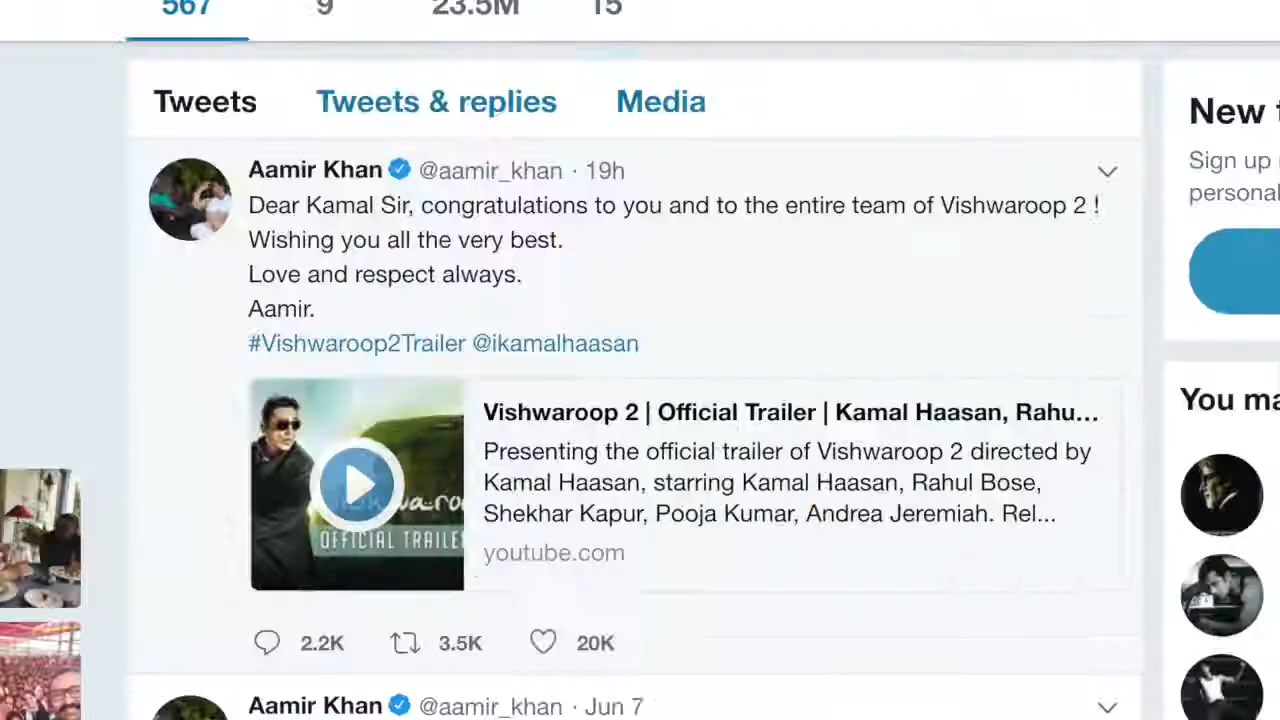 567 9 23.5M 15
Tweets Tweets & replies Media
Aamir Khan @aamir_khan · 19h
Dear Kamal Sir, congratulations to you and to the entire team of Vishwaroop 2 !
Wishing you all the very best.
Love and respect always.
Aamir.
#Vishwaroop2Trailer @ikamalhaasan
Vishwaroop 2 | Official Trailer | Kamal Haasan, Rahu...
Presenting the official trailer of Vishwaroop 2 directed by
Kamal Haasan, starring Kamal Haasan, Rahul Bose,
Shekhar Kapur, Pooja Kumar, Andrea Jeremiah. Rel...
youtube.com
OFFICIAL TRAILE
2.2K 3.5K 20K
Aamir Khan @aamir_khan · Jun 7
New
Sign up
personal
You ma